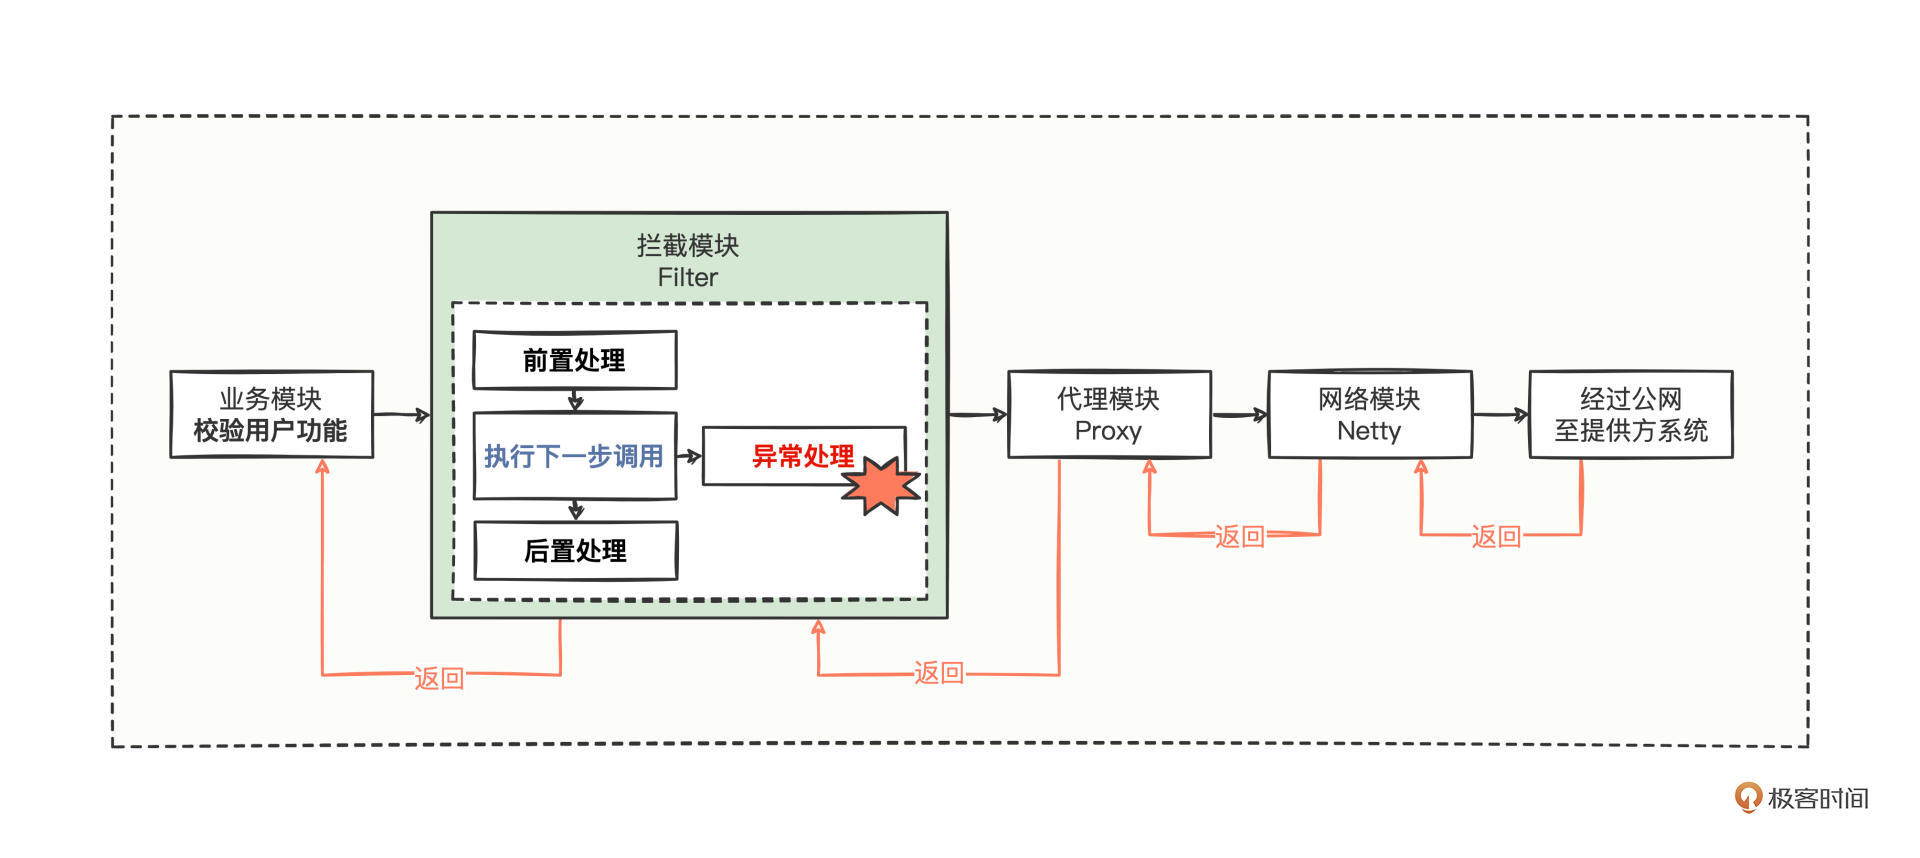 拦截模块
Filter
前置处理
业务模块
校验用户功能
执行下一步调用
异常处理
后置处理
代理模块
Proxy
网络模块
Netty
经过公网
至提供方系统
返回
返回
返回
返回
极客时间